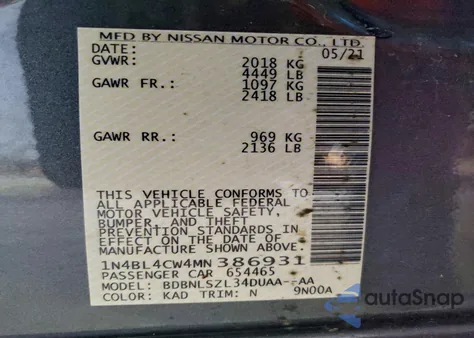 MFD BY NISSAN MOTOR CO., LTD.
DATE: 05/21
GVWR: 2018 KG
4449 LB
GAWR FR.: 1097 KG
2418 LB
GAWR RR.: 969 KG
2136 LB
THIS VEHICLE CONFORMS TO
ALL APPLICABLE FEDERAL
MOTOR VEHICLE SAFETY,
BUMPER, AND THEFT
PREVENTION STANDARDS IN
EFFECT ON THE DATE OF
MANUFACTURE SHOWN ABOVE.
1N4BL4CW4MN386931
PASSENGER CAR 654465
MODEL: BDBNLSZL34DUAA--AA
COLOR: KAD TRIM: N 9N00A
autoSnap